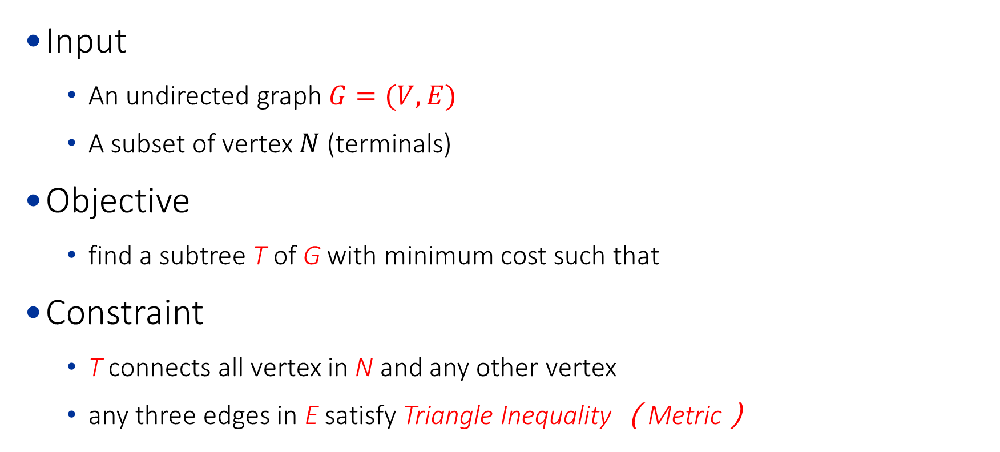 • Input
• An undirected graph G = (V, E)
• A subset of vertex N (terminals)
• Objective
• find a subtree T of G with minimum cost such that
• Constraint
• T connects all vertex in N and any other vertex
• any three edges in E satisfy Triangle Inequality （Metric）